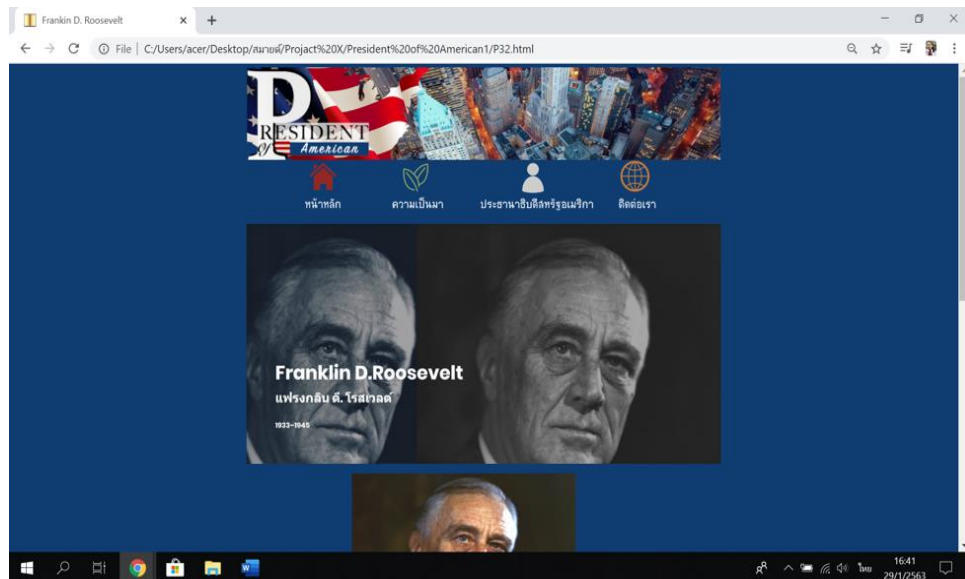 Frankin D. Roosevelt
File | C:/Users/acer/Desktop/สมายด์/Projact%20X/President%20of%20American1/P32.html
PRESIDENT
of American
หน้าหลัก ความเป็นมา ประธานาธิบดีสหรัฐอเมริกา ติดต่อเรา
Franklin D.Roosevelt
แฟรงกลิน ดี. โรสเวลต์
1933-1945
16:41
ไทย
29/1/2563